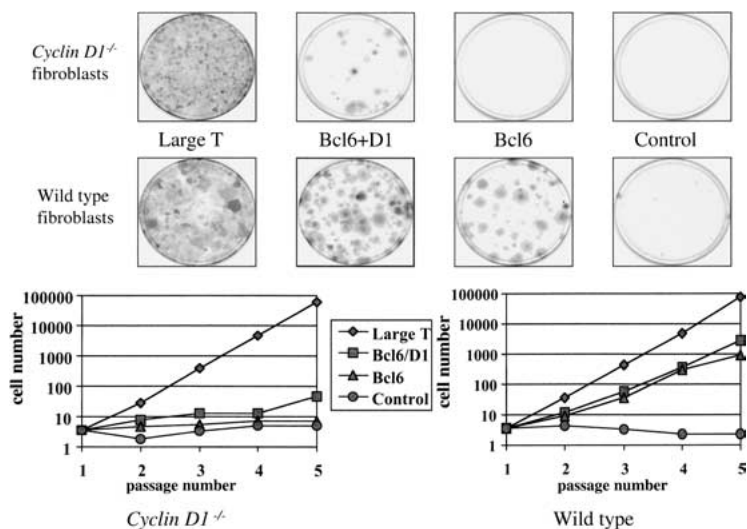 Cyclin D1-/-
fibroblasts
Large T
Bcl6+D1
Bcl6
Control
Wild type
fibroblasts
100000
10000
1000
100
10
1
cell number
1 2 3 4 5
passage number
Cyclin D1-/-
Large T
Bcl6/D1
Bcl6
Control
100000
10000
1000
100
10
1
cell number
1 2 3 4 5
passage number
Wild type